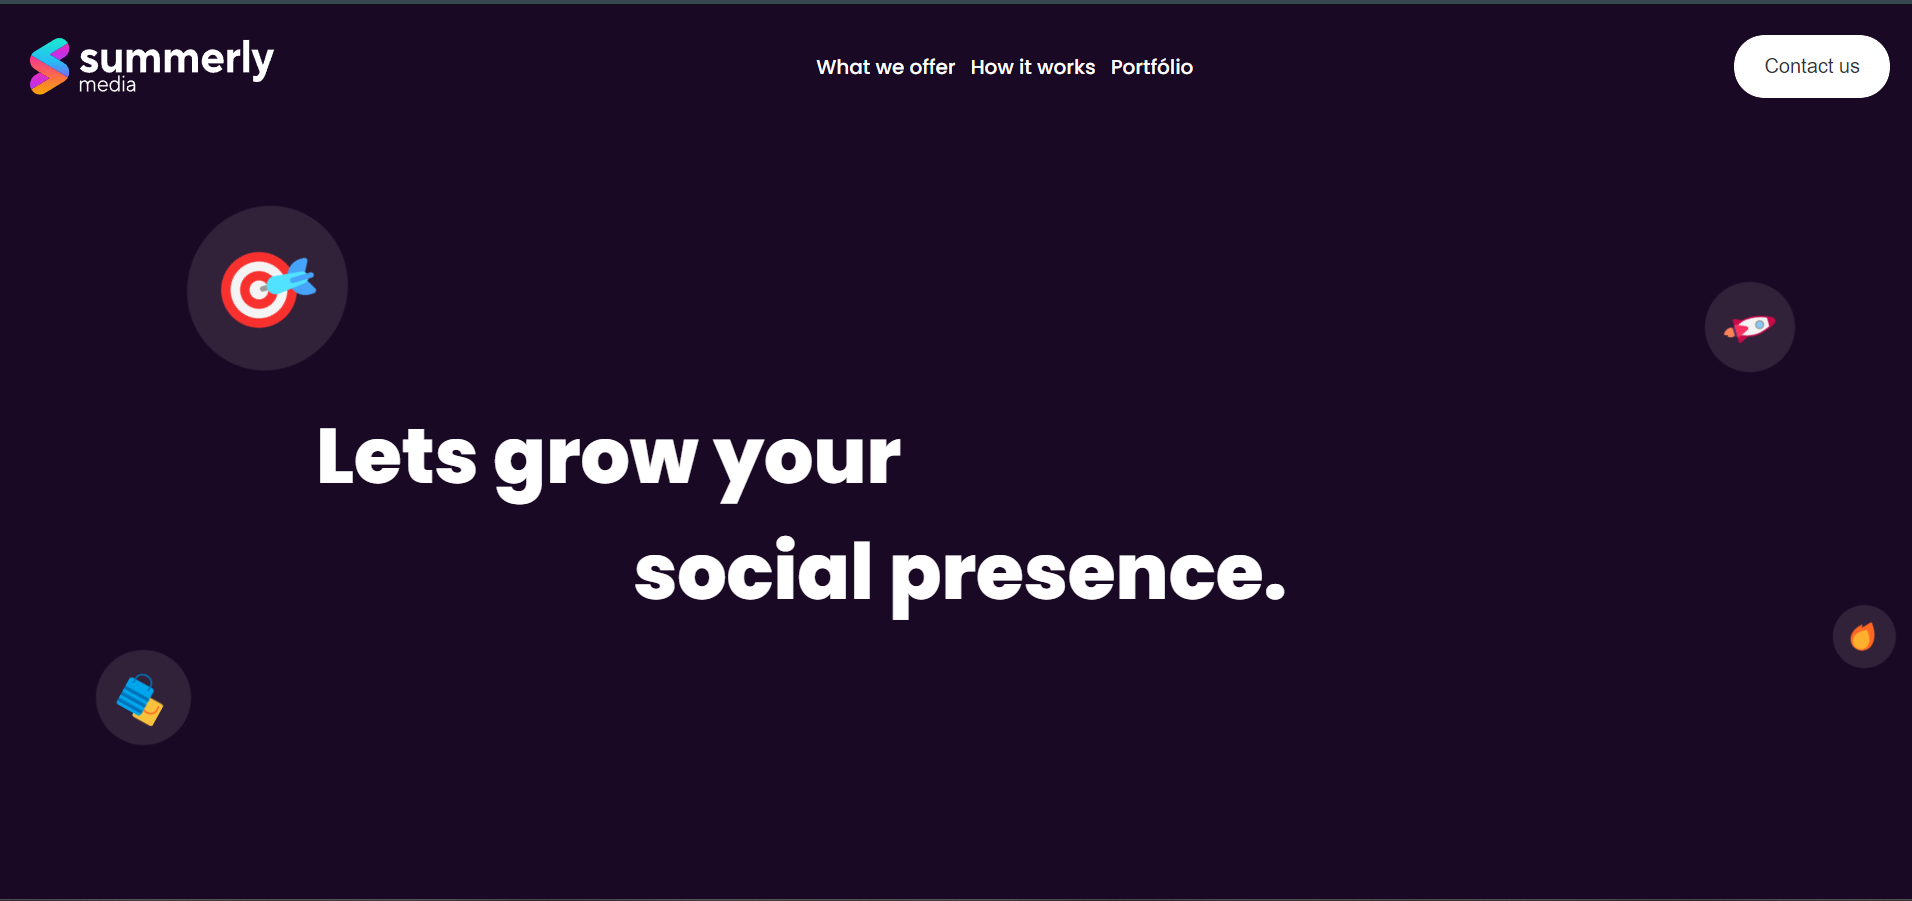 summerly
media
What we offer How it works Portfólio
Contact us
Lets grow your
social presence.